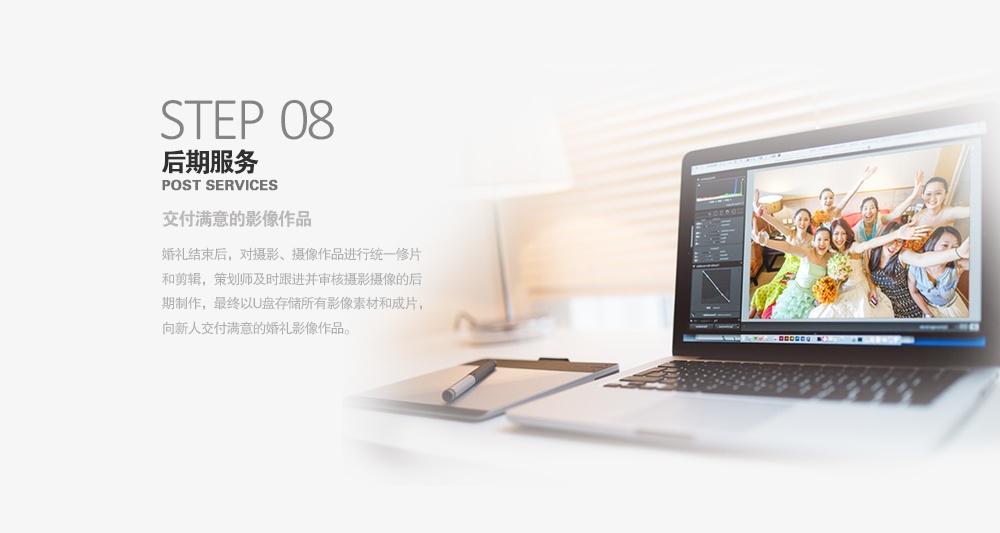 STEP 08
后期服务
POST SERVICES
交付满意的影像作品
婚礼结束后，对摄影、摄像作品进行统一修片
和剪辑，策划师及时跟进并审核摄影摄像的后
期制作，最终以U盘存储所有影像素材和成片，
向新人交付满意的婚礼影像作品。